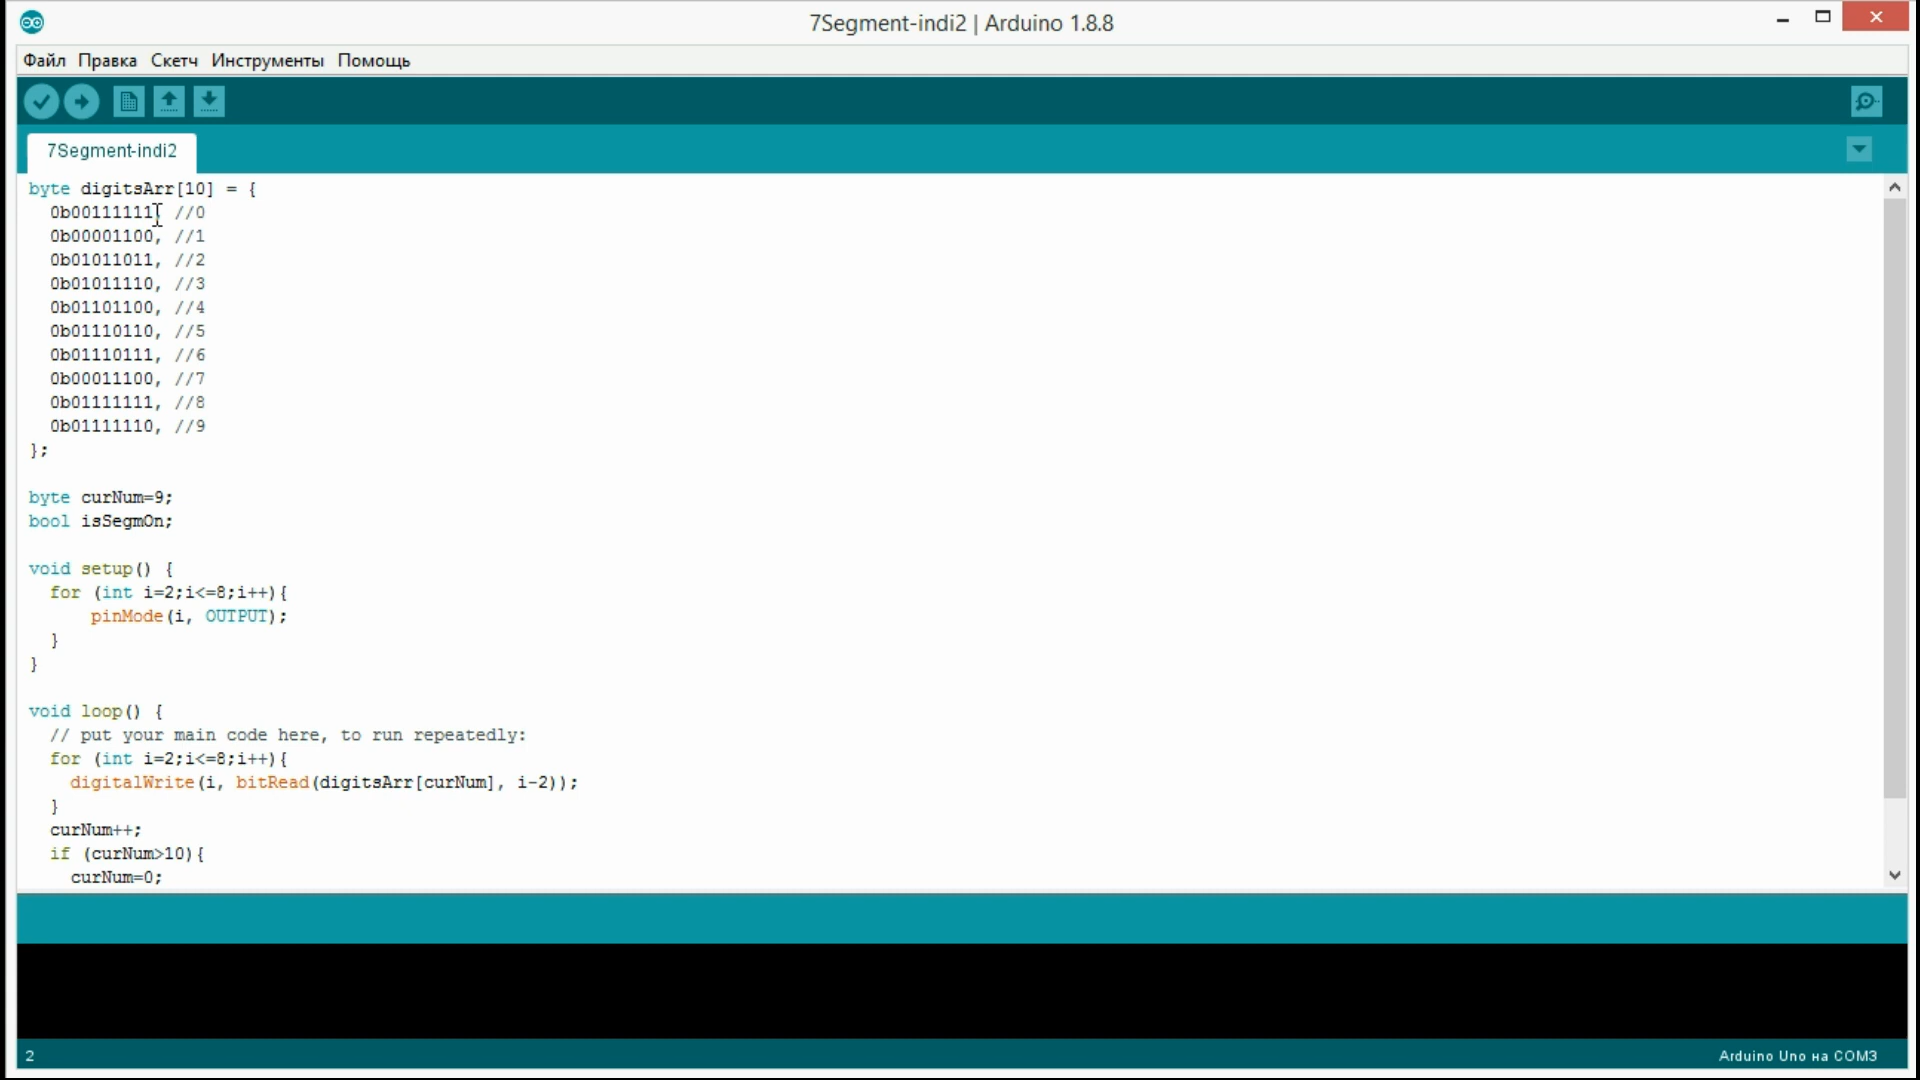 7Segment-indi2 | Arduino 1.8.8
Файл Правка Скетч Инструменты Помощь
7Segment-indi2
byte digitsArr[10] = {
  0b00111111, //0
  0b00001100, //1
  0b01011011, //2
  0b01011110, //3
  0b01101100, //4
  0b01110110, //5
  0b01110111, //6
  0b00011100, //7
  0b01111111, //8
  0b01111110, //9
};
byte curNum=9;
bool isSegmOn;
void setup() {
  for (int i=2;i<=8;i++){
      pinMode(i, OUTPUT);
  }
}
void loop() {
  // put your main code here, to run repeatedly:
  for (int i=2;i<=8;i++){
    digitalWrite(i, bitRead(digitsArr[curNum], i-2));
  }
  curNum++;
  if (curNum>10){
    curNum=0;
2
Arduino Uno на COM3